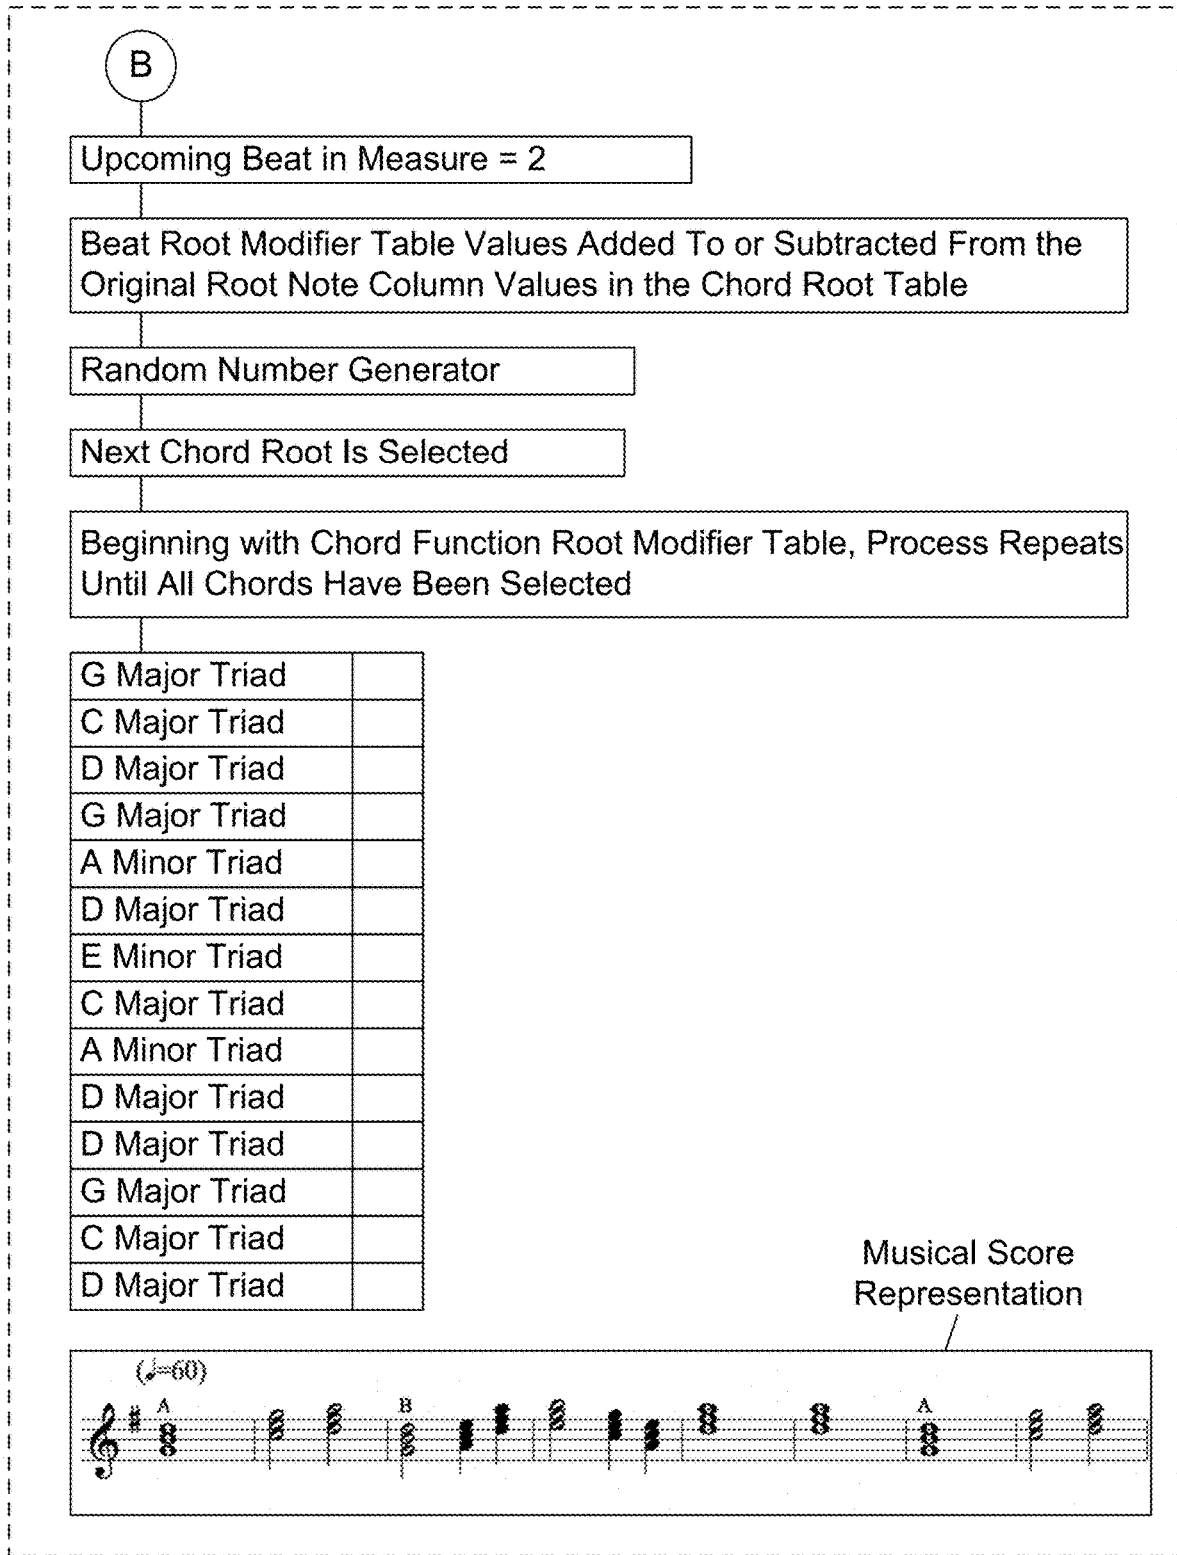 B
Upcoming Beat in Measure = 2
Beat Root Modifier Table Values Added To or Subtracted From the
Original Root Note Column Values in the Chord Root Table
Random Number Generator
Next Chord Root Is Selected
Beginning with Chord Function Root Modifier Table, Process Repeats
Until All Chords Have Been Selected
G Major Triad
C Major Triad
D Major Triad
G Major Triad
A Minor Triad
D Major Triad
E Minor Triad
C Major Triad
A Minor Triad
D Major Triad
D Major Triad
G Major Triad
C Major Triad
D Major Triad
Musical Score
Representation
(♩=60)
A B A